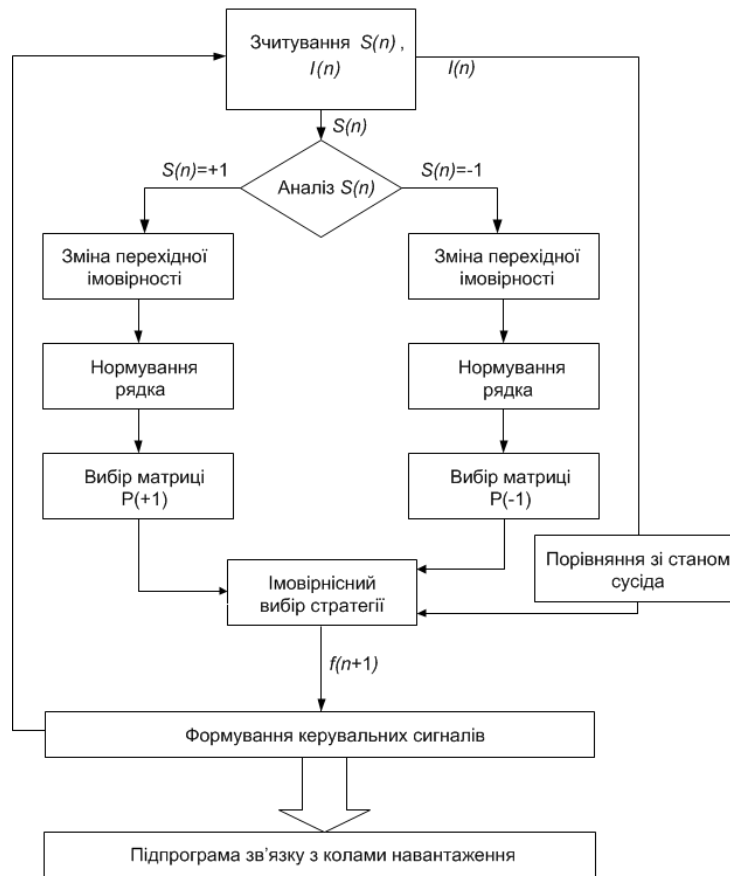 Зчитування S(n) ,
I(n)
I(n)
S(n)
S(n)=+1
S(n)=-1
Аналіз S(n)
Зміна перехідної
імовірності
Зміна перехідної
імовірності
Нормування
рядка
Нормування
рядка
Вибір матриці
P(+1)
Вибір матриці
P(-1)
Порівняння зі станом
сусіда
Імовірнісний
вибір стратегії
f(n+1)
Формування керувальних сигналів
Підпрограма зв'язку з колами навантаження